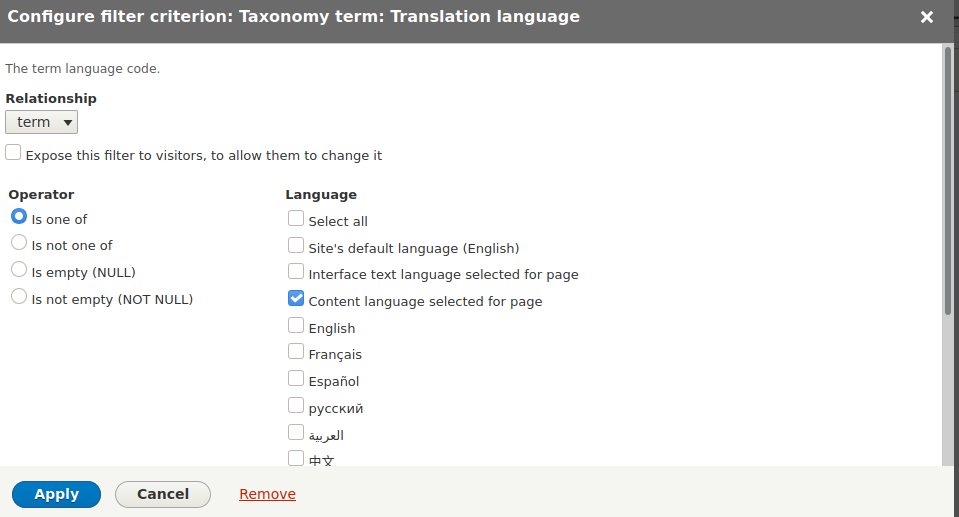 Configure filter criterion: Taxonomy term: Translation language
The term language code.
Relationship
term
Expose this filter to visitors, to allow them to change it
Operator
Is one of
Is not one of
Is empty (NULL)
Is not empty (NOT NULL)
Language
Select all
Site's default language (English)
Interface text language selected for page
Content language selected for page
English
Français
Español
русский
العربية
中文
Apply
Cancel
Remove